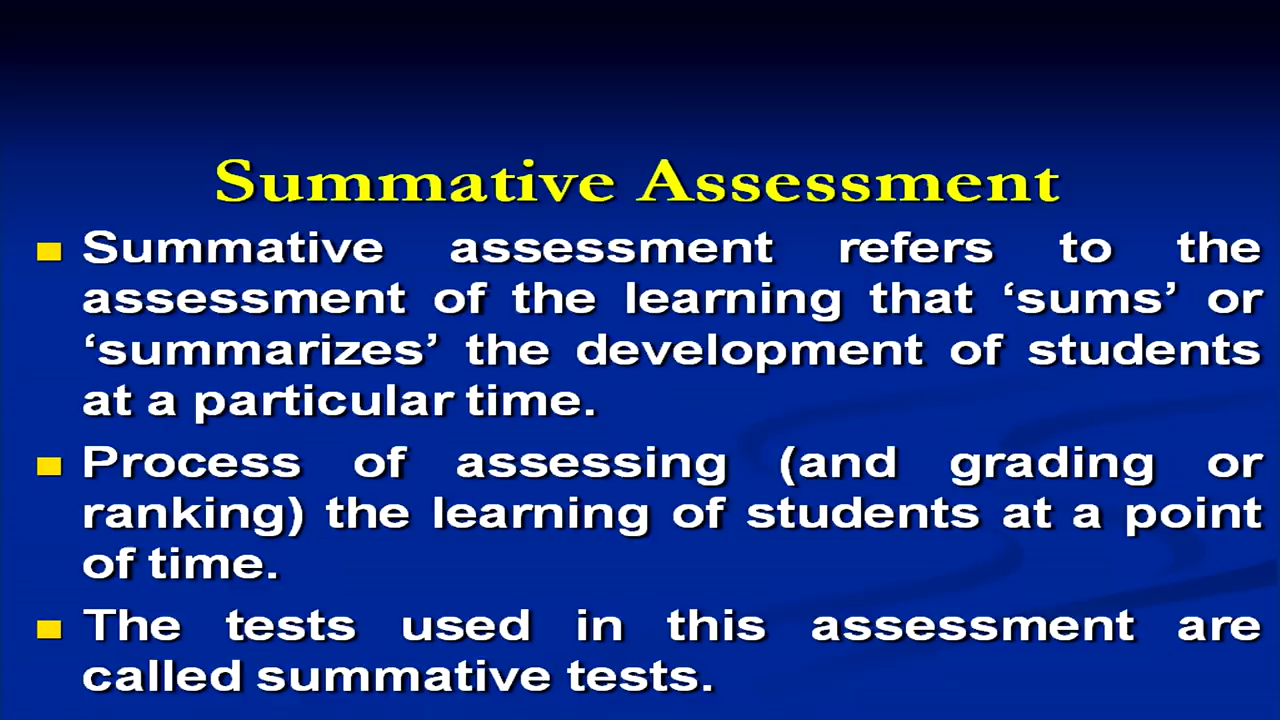 Summative Assessment
Summative assessment refers to the
assessment of the learning that ‘sums’ or
‘summarizes’ the development of students
at a particular time.
Process of assessing (and grading or
ranking) the learning of students at a point
of time.
The tests used in this assessment are
called summative tests.